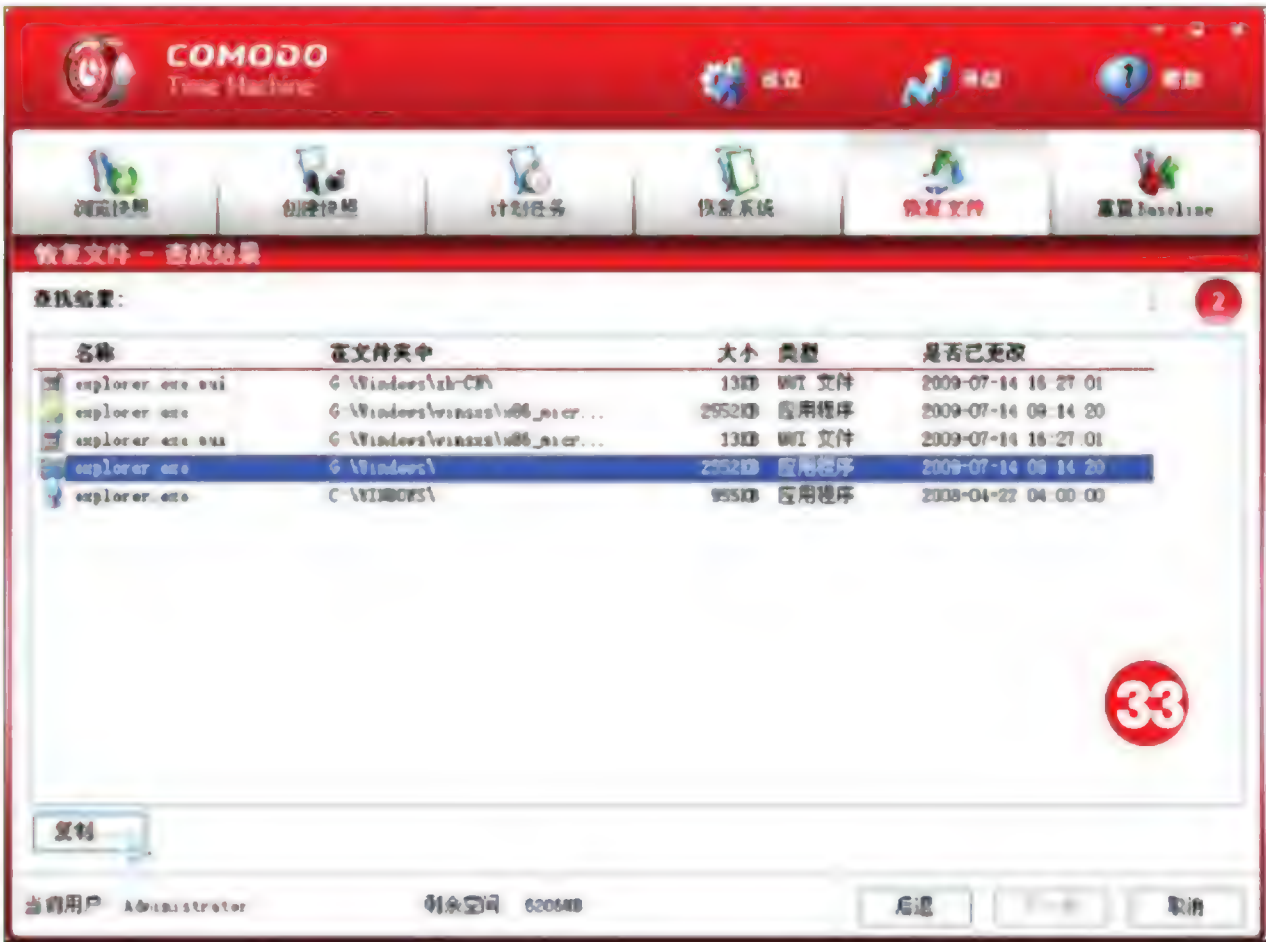 COMODO
Time Machine
设置
帮助
浏览快照
创建快照
计划任务
恢复系统
恢复文件
重置Baseline
恢复文件 - 查找结果
查找结果:
2
名称 在文件夹中 大小 类型 是否已更改
explorer.exe.mui G:\Windows\zh-CN\ 13KB MUI 文件 2009-07-14 16:27:01
explorer.exe G:\Windows\winsxs\x86_micr... 2952KB 应用程序 2009-07-14 09:14:20
explorer.exe.mui G:\Windows\winsxs\x86_micr... 13KB MUI 文件 2009-07-14 16:27:01
explorer.exe G:\Windows\ 2952KB 应用程序 2009-07-14 09:14:20
explorer.exe C:\WINDOWS\ 955KB 应用程序 2008-04-22 04:00:00
33
复制
当前用户 Administrator 剩余空间 6206MB
后退
取消